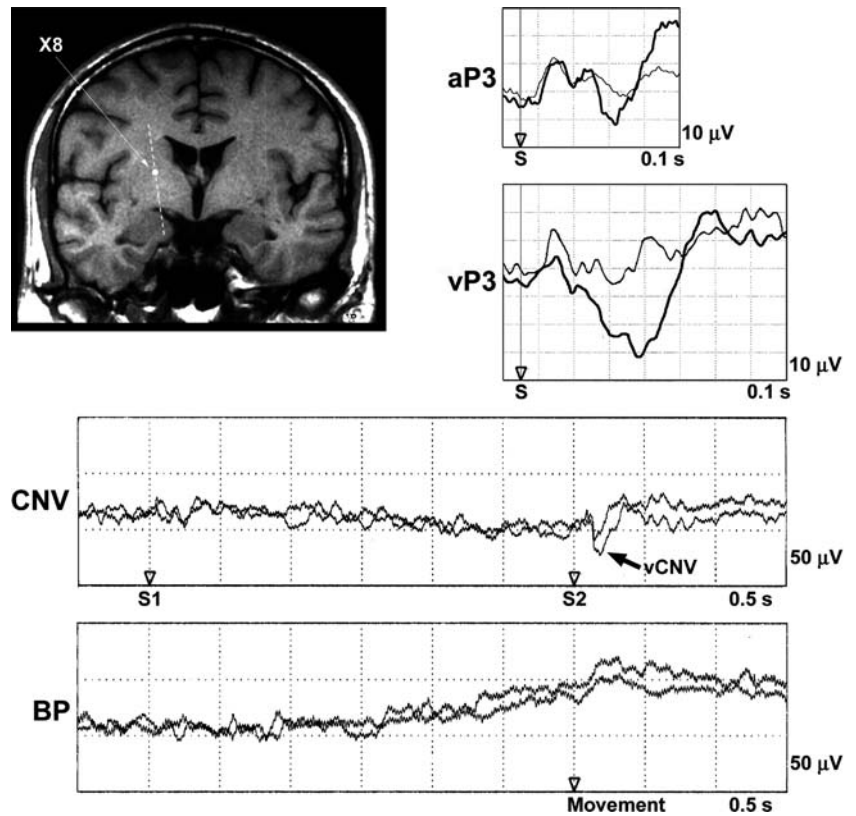 X8
aP3
10 μV
S
0.1 s
vP3
10 μV
S
0.1 s
CNV
vCNV
50 μV
S1
S2
0.5 s
BP
50 μV
Movement
0.5 s